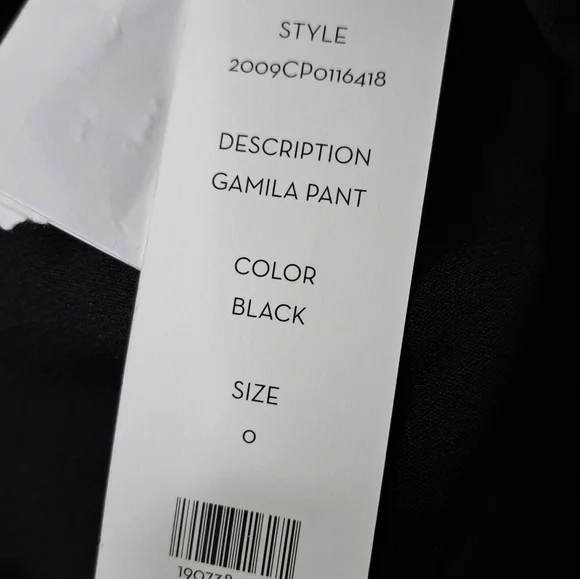 STYLE
2009CP0116418
DESCRIPTION
GAMILA PANT
COLOR
BLACK
SIZE
0